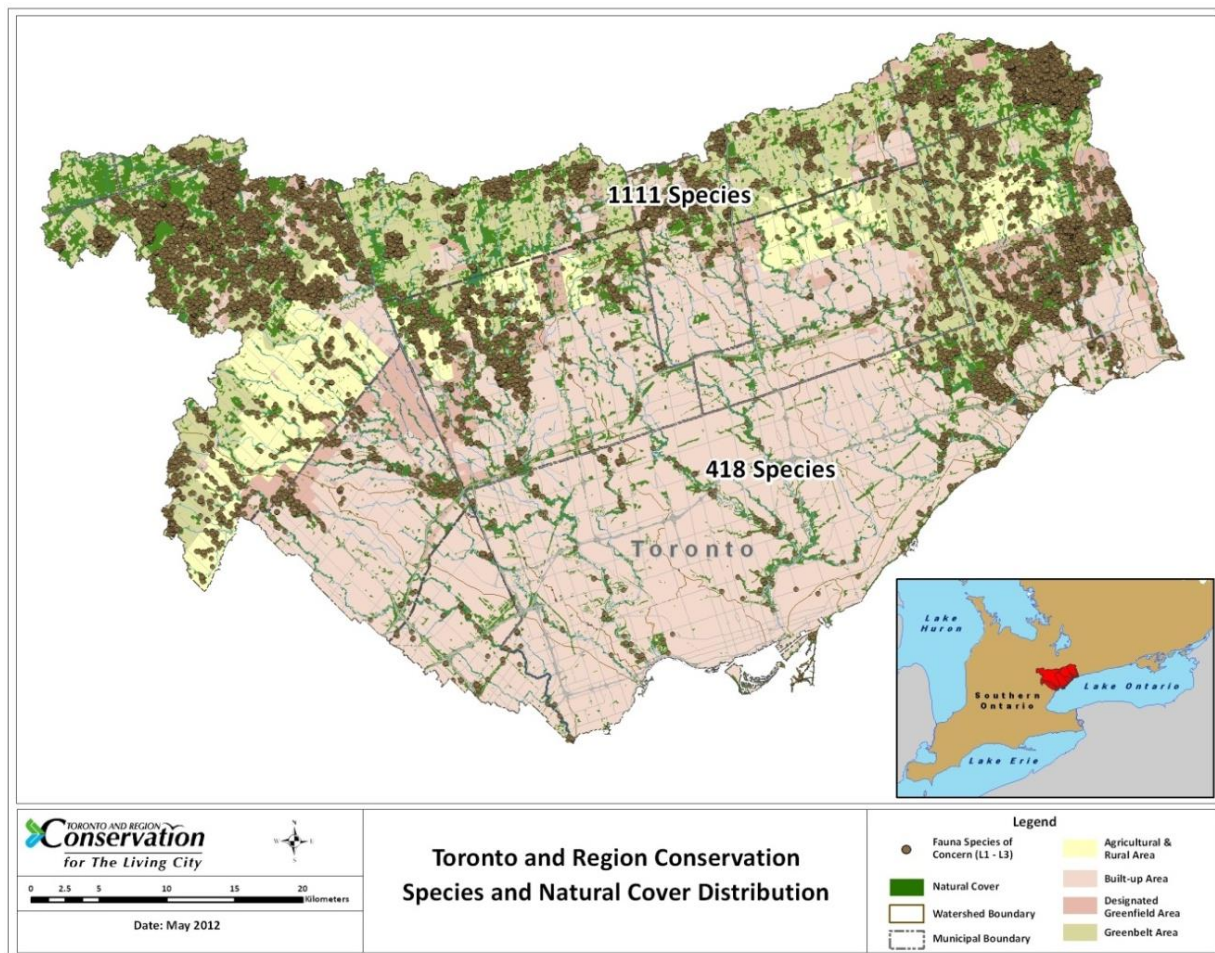 1111 Species
418 Species
Toronto
Lake
Huron
Lake Ontario
Southern
Ontario
Lake Erie
TORONTO AND REGION
Conservation
for The Living City
N
W E
S
0 2.5 5 10 15 20
Kilometers
Date: May 2012
Toronto and Region Conservation
Species and Natural Cover Distribution
Legend
Fauna Species of
Concern (L1 - L3)
Natural Cover
Watershed Boundary
Municipal Boundary
Agricultural &
Rural Area
Built-up Area
Designated
Greenfield Area
Greenbelt Area